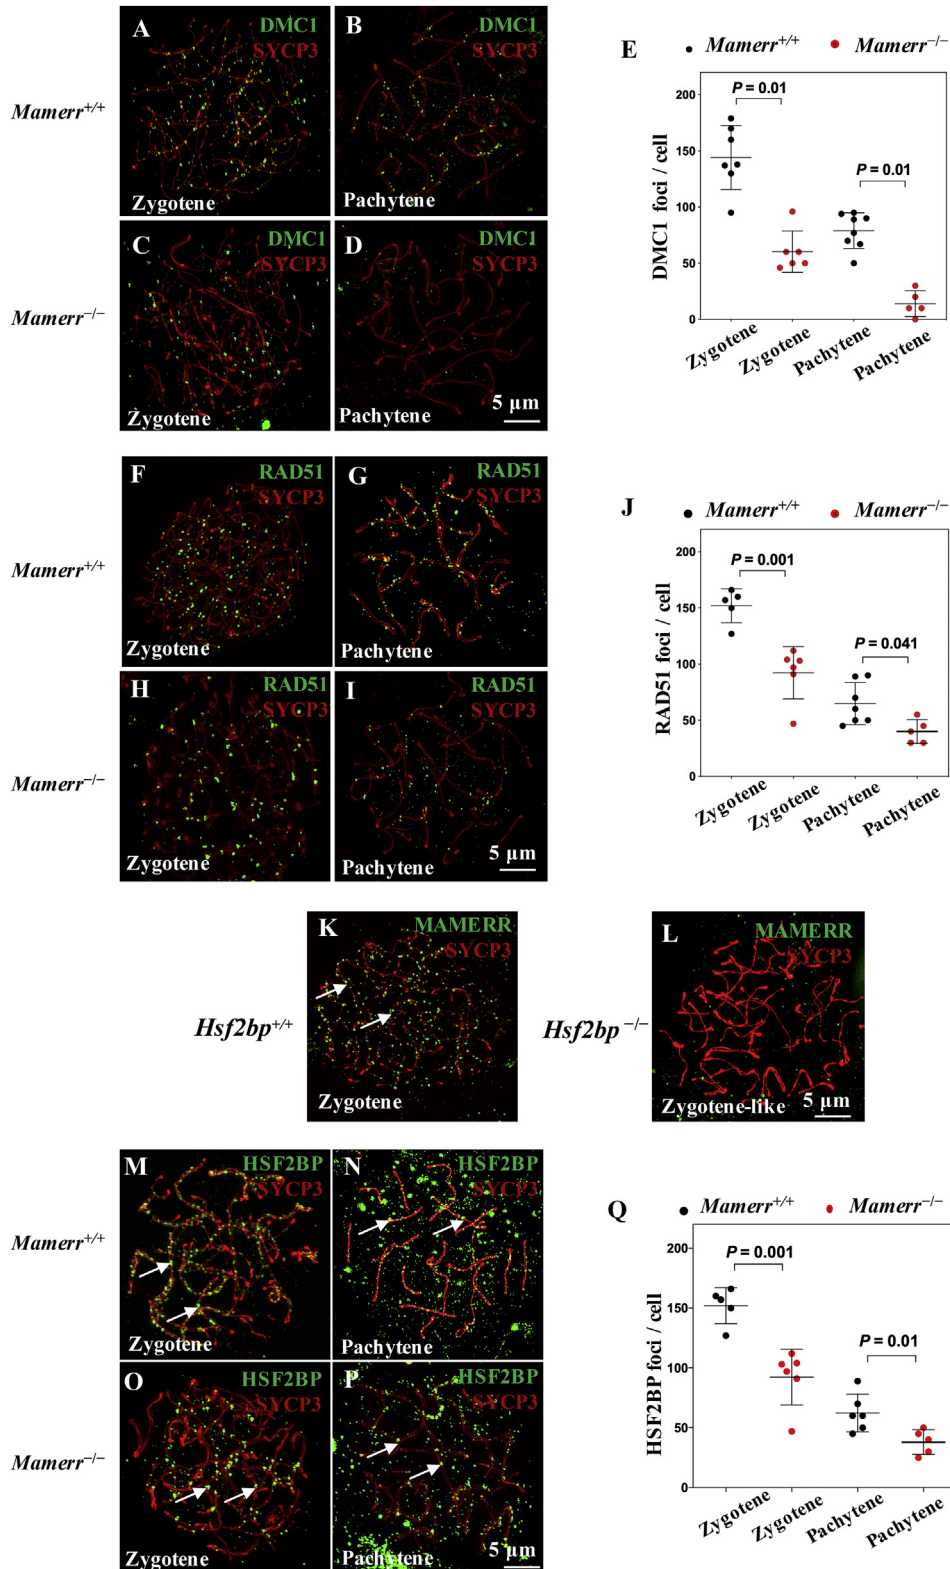 A
DMC1
SYCP3
Zygotene
B
DMC1
SYCP3
Pachytene
Mamerr+/+
C
DMC1
SYCP3
Zygotene
D
DMC1
SYCP3
Pachytene
5 µm
Mamerr−/−
E
Mamerr+/+
Mamerr−/−
P = 0.01
P = 0.01
DMC1 foci / cell
200
150
100
50
0
Zygotene
Zygotene
Pachytene
Pachytene
F
RAD51
SYCP3
Zygotene
G
RAD51
SYCP3
Pachytene
Mamerr+/+
H
RAD51
SYCP3
Zygotene
I
RAD51
SYCP3
Pachytene
5 µm
Mamerr−/−
J
Mamerr+/+
Mamerr−/−
P = 0.001
P = 0.041
RAD51 foci / cell
200
150
100
50
0
Zygotene
Zygotene
Pachytene
Pachytene
K
MAMERR
SYCP3
Zygotene
Hsf2bp+/+
L
MAMERR
SYCP3
Zygotene-like
5 µm
Hsf2bp −/−
M
HSF2BP
SYCP3
Zygotene
N
HSF2BP
SYCP3
Pachytene
Mamerr+/+
O
HSF2BP
SYCP3
Zygotene
P
HSF2BP
SYCP3
Pachytene
5 µm
Mamerr−/−
Q
Mamerr+/+
Mamerr−/−
P = 0.001
P = 0.01
HSF2BP foci / cell
200
150
100
50
0
Zygotene
Zygotene
Pachytene
Pachytene